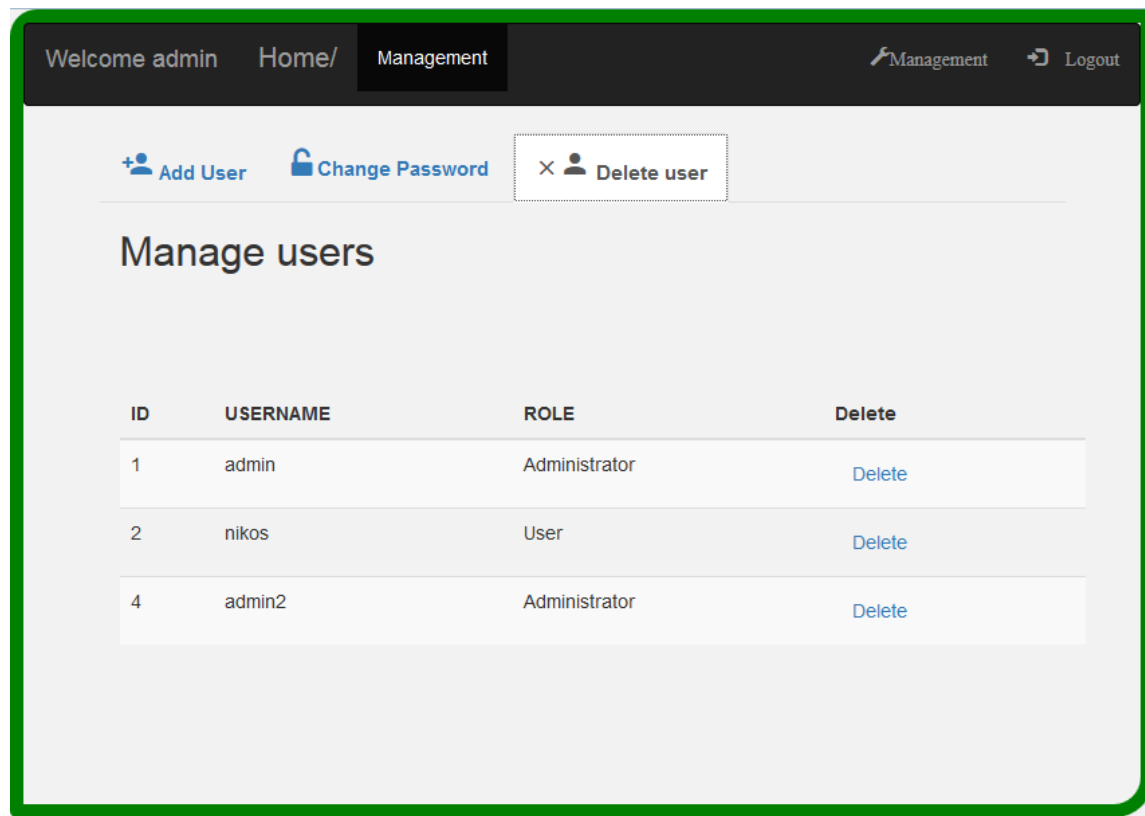 Welcome admin Home/ Management Management Logout
Add User Change Password × Delete user
Manage users
ID USERNAME ROLE Delete
1 admin Administrator Delete
2 nikos User Delete
4 admin2 Administrator Delete